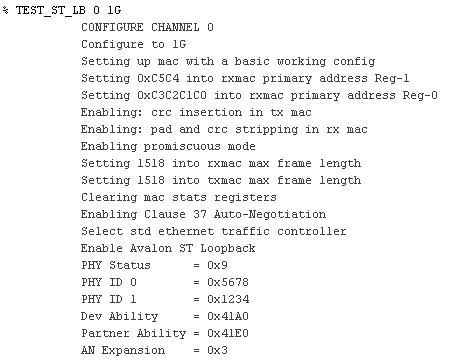 % TEST_ST_LB 0 1G
CONFIGURE CHANNEL 0
Configure to 1G
Setting up mac with a basic working config
Setting 0xC5C4 into rxmac primary address Reg-1
Setting 0xC3C2C1C0 into rxmac primary address Reg-0
Enabling: crc insertion in tx mac
Enabling: pad and crc stripping in rx mac
Enabling promiscuous mode
Setting 1518 into rxmac max frame length
Setting 1518 into txmac max frame length
Clearing mac stats registers
Enabling Clause 37 Auto-Negotiation
Select std ethernet traffic controller
Enable Avalon ST Loopback
PHY Status = 0x9
PHY ID 0 = 0x5678
PHY ID 1 = 0x1234
Dev Ability = 0x41A0
Partner Ability = 0x41E0
AN Expansion = 0x3